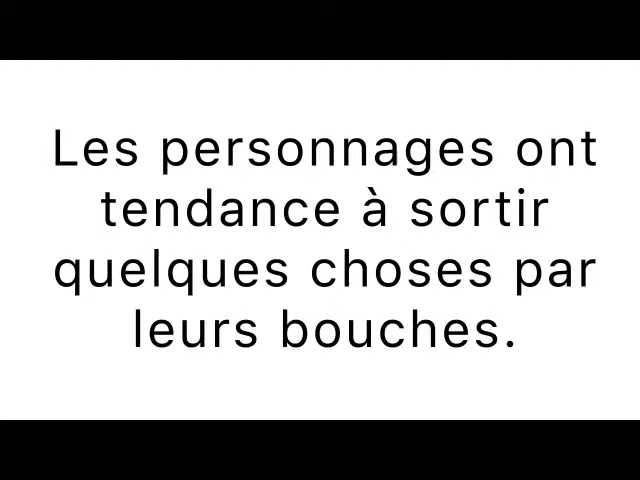 Les personnages ont
tendance à sortir
quelques choses par
leurs bouches.